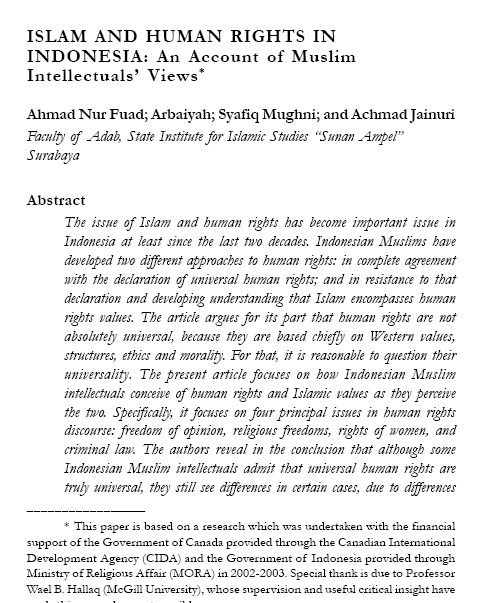 ISLAM AND HUMAN RIGHTS IN
INDONESIA: An Account of Muslim
Intellectuals' Views*
Ahmad Nur Fuad; Arbaiyah; Syafiq Mughni; and Achmad Jainuri
Faculty of Adab, State Institute for Islamic Studies "Sunan Ampel"
Surabaya
Abstract
The issue of Islam and human rights has become important issue in
Indonesia at least since the last two decades. Indonesian Muslims have
developed two different approaches to human rights: in complete agreement
with the declaration of universal human rights; and in resistance to that
declaration and developing understanding that Islam encompasses human
rights values. The article argues for its part that human rights are not
absolutely universal, because they are based chiefly on Western values,
structures, ethics and morality. For that, it is reasonable to question their
universality. The present article focuses on how Indonesian Muslim
intellectuals conceive of human rights and Islamic values as they perceive
the two. Specifically, it focuses on four principal issues in human rights
discourse: freedom of opinion, religious freedoms, rights of women, and
criminal law. The authors reveal in the conclusion that although some
Indonesian Muslim intellectuals admit that universal human rights are
truly universal, they still see differences in certain cases, due to differences
* This paper is based on a research which was undertaken with the financial
support of the Government of Canada provided through the Canadian International
Development Agency (CIDA) and the Government of Indonesia provided through
Ministry of Religious Affair (MORA) in 2002-2003. Special thank is due to Professor
Wael B. Hallaq (McGill University), whose supervision and useful critical insight have